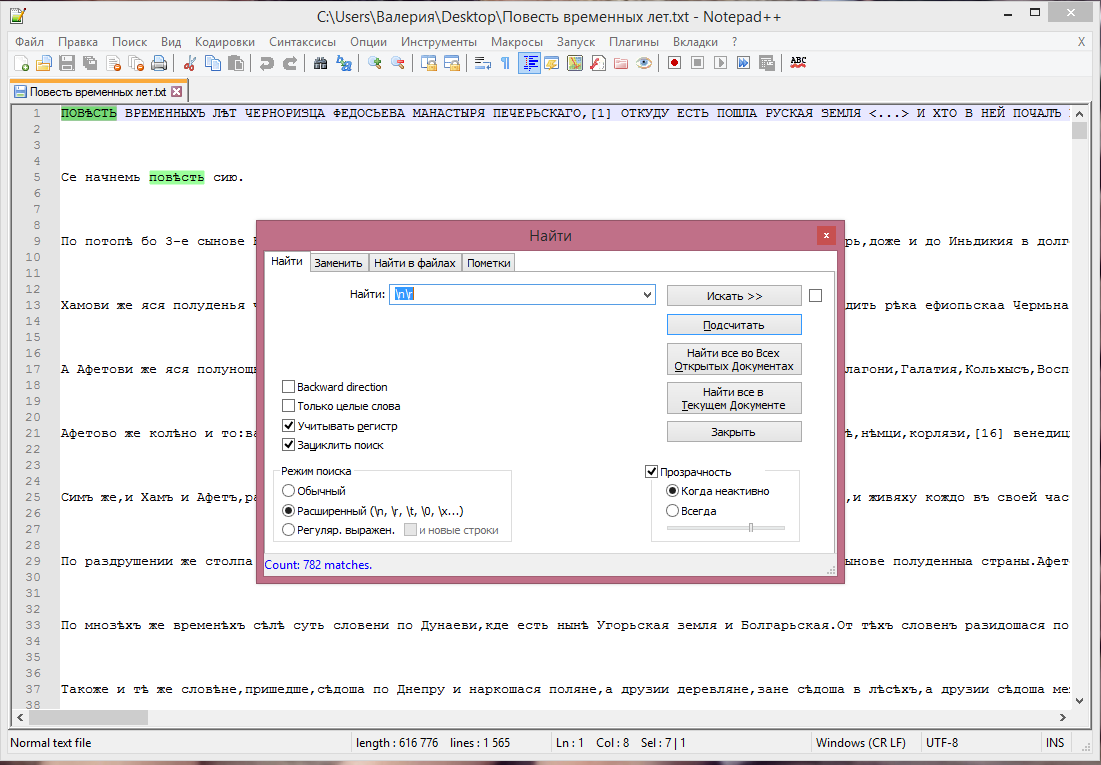 C:\Users\Валерия\Desktop\Повесть временных лет.txt - Notepad++
Файл Правка Поиск Вид Кодировки Синтаксисы Опции Инструменты Макросы Запуск Плагины Вкладки ? X
ABC
Повесть временных лет.txt
1 ПОВѢСТЬ ВРЕМЕННЫХЪ ЛѢТ ЧЕРНОРИЗЦА ФЕДОСЬЕВА МАНАСТЫРЯ ПЕЧЕРЬСКАГО,[1] ОТКУДУ ЕСТЬ ПОШЛА РУСКАЯ ЗЕМЛЯ <...> И ХТО В НЕЙ ПОЧАЛЪ
2
3
4
5 Се начнемь повѣсть сию.
6
7
8
9 По потопѣ бо 3-е сынове рь,доже и до Иньдикия в долг
10
11
12
13 Хамови же яся полуденья дить рѣка ефиопьскаа Чермьна
14
15
16
17 А Афетови же яся полунощ лагони,Галатия,Колхысъ,Восп
18
19
20
21 Афетово же колѣно и то:ва ѣ,нѣмци,корлязи,[16] венедици
22
23
24
25 Симъ же,и Хамъ и Афетъ,ра ,и живяху кождо въ своей час
26
27
28
29 По раздрушении же столпа ынове полуденныа страны.Афет
30
31
32
33 По мнозѣхъ же временѣхъ сѣлѣ суть словени по Дунаеви,кде есть нынѣ Угорьская земля и Болгарьская.От тѣхъ словенъ разидошася по
34
35
36
37 Такоже и тѣ же словѣне,пришедше,сѣдоша по Днепру и наркошася поляне,а друзии деревляне,зане сѣдоша в лѣсѣхъ,а друзии сѣдоша ме
38
Найти
Найти Заменить Найти в файлах Пометки
Найти: \n\r
Искать >>
Подсчитать
Найти все во Всех
Открытых Документах
Найти все в
Текущем Документе
Закрыть
Backward direction
Только целые слова
Учитывать регистр
Зациклить поиск
Режим поиска
Обычный
Расширенный (\n, \r, \t, \0, \x...)
Регуляр. выражен. и новые строки
Прозрачность
Когда неактивно
Всегда
Count: 782 matches.
Normal text file length : 616 776 lines : 1 565 Ln : 1 Col : 8 Sel : 7 | 1 Windows (CR LF) UTF-8 INS